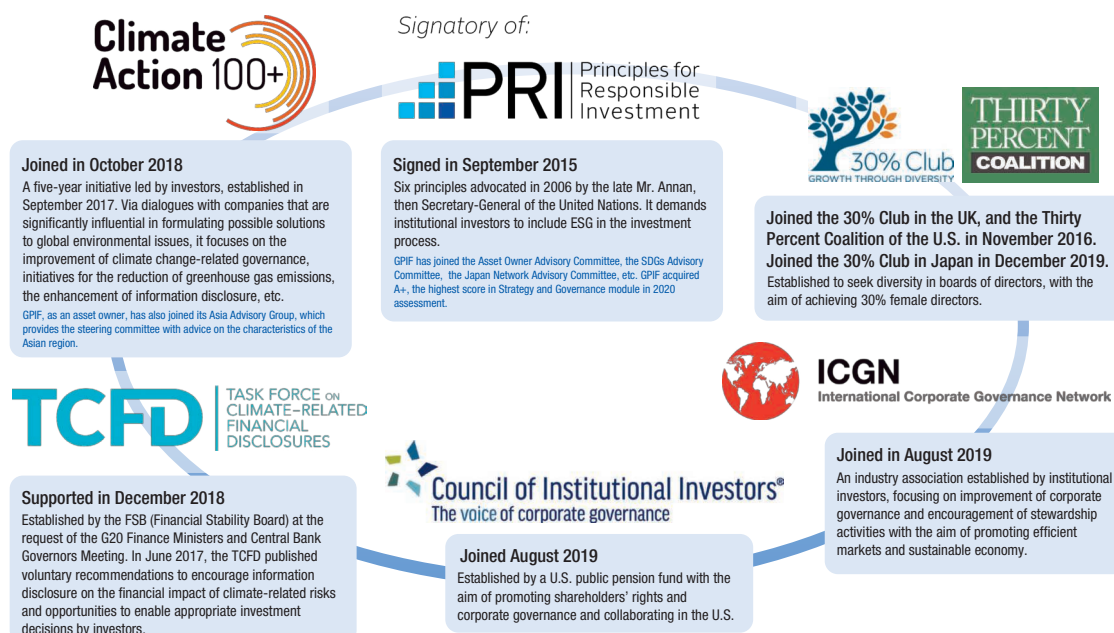 Climate
Action 100+
Signatory of:
PRI
Principles for
Responsible
Investment
30% Club
GROWTH THROUGH DIVERSITY
THIRTY
PERCENT
COALITION
Joined in October 2018
A five-year initiative led by investors, established in
September 2017. Via dialogues with companies that are
significantly influential in formulating possible solutions
to global environmental issues, it focuses on the
improvement of climate change-related governance,
initiatives for the reduction of greenhouse gas emissions,
the enhancement of information disclosure, etc.
GPIF, as an asset owner, has also joined its Asia Advisory Group, which
provides the steering committee with advice on the characteristics of the
Asian region.
Signed in September 2015
Six principles advocated in 2006 by the late Mr. Annan,
then Secretary-General of the United Nations. It demands
institutional investors to include ESG in the investment
process.
GPIF has joined the Asset Owner Advisory Committee, the SDGs Advisory
Committee, the Japan Network Advisory Committee, etc. GPIF acquired
A+, the highest score in Strategy and Governance module in 2020
assessment.
Joined the 30% Club in the UK, and the Thirty
Percent Coalition of the U.S. in November 2016.
Joined the 30% Club in Japan in December 2019.
Established to seek diversity in boards of directors, with the
aim of achieving 30% female directors.
TCFD
TASK FORCE ON
CLIMATE-RELATED
FINANCIAL
DISCLOSURES
ICGN
International Corporate Governance Network
Supported in December 2018
Established by the FSB (Financial Stability Board) at the
request of the G20 Finance Ministers and Central Bank
Governors Meeting. In June 2017, the TCFD published
voluntary recommendations to encourage information
disclosure on the financial impact of climate-related risks
and opportunities to enable appropriate investment
decisions by investors.
Council of Institutional Investors®
The voice of corporate governance
Joined August 2019
Established by a U.S. public pension fund with the
aim of promoting shareholders' rights and
corporate governance and collaborating in the U.S.
Joined in August 2019
An industry association established by institutional
investors, focusing on improvement of corporate
governance and encouragement of stewardship
activities with the aim of promoting efficient
markets and sustainable economy.